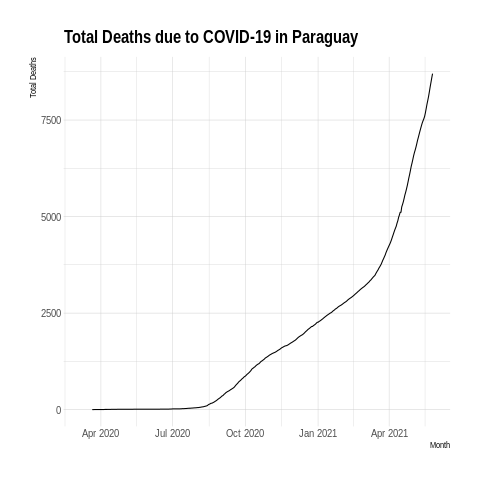 Total Deaths due to COVID-19 in Paraguay
Total Deaths
7500
5000
2500
0
Apr 2020 Jul 2020 Oct 2020 Jan 2021 Apr 2021
Month